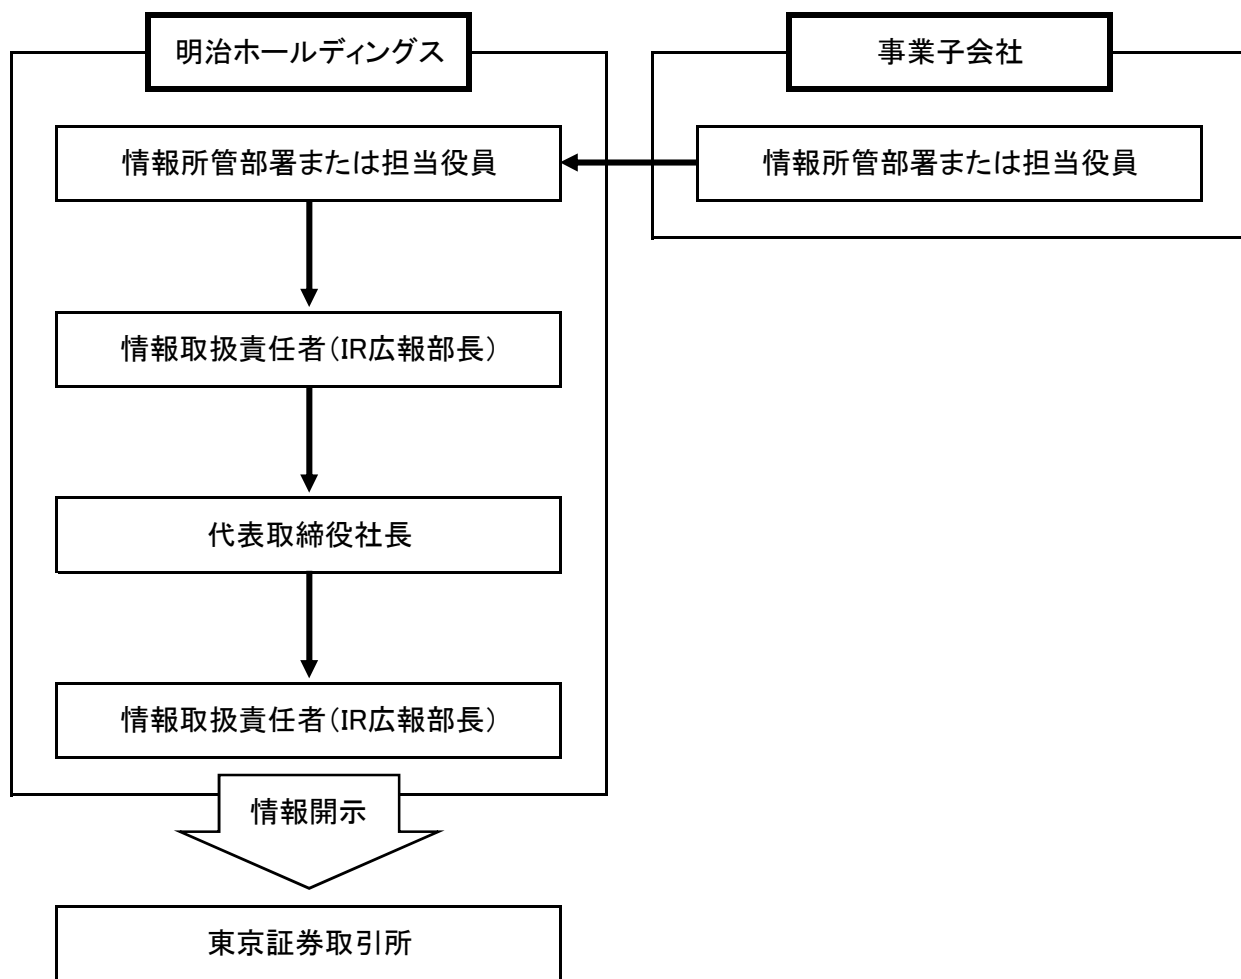 明治ホールディングス
事業子会社
情報所管部署または担当役員
情報所管部署または担当役員
情報取扱責任者（IR広報部長）
代表取締役社長
情報取扱責任者（IR広報部長）
情報開示
東京証券取引所